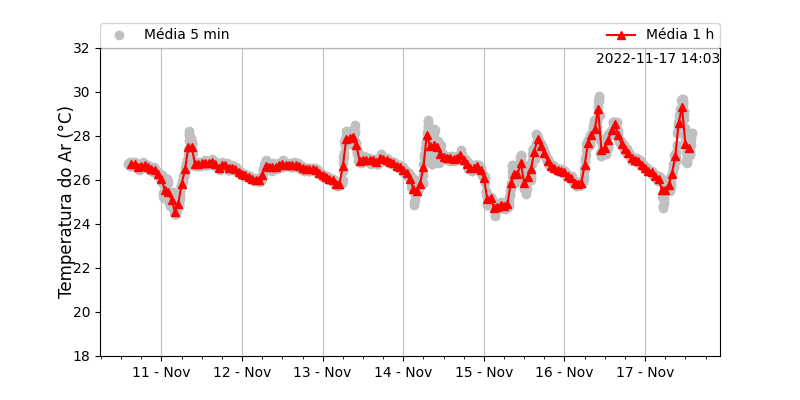 Média 5 min
Média 1 h
2022-11-17 14:03
Temperatura do Ar (°C)
32
30
28
26
24
22
20
18
11 - Nov
12 - Nov
13 - Nov
14 - Nov
15 - Nov
16 - Nov
17 - Nov